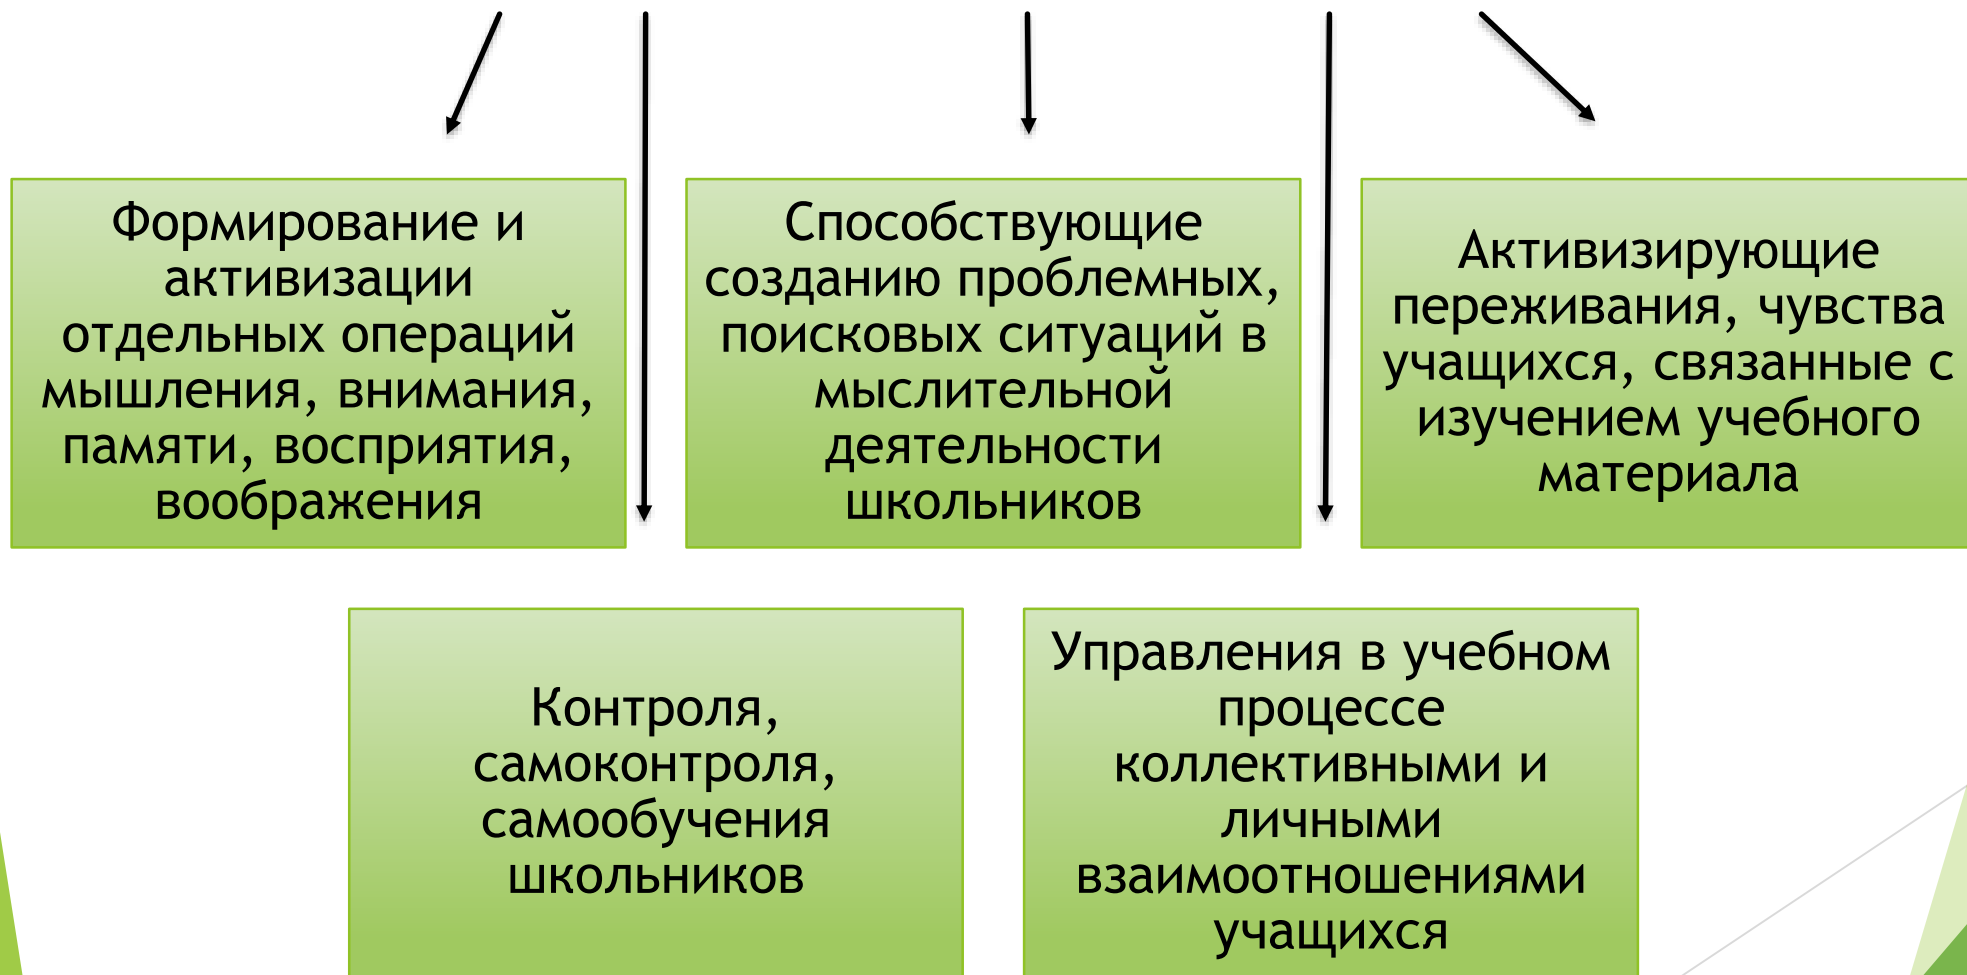 Формирование и
активизации
отдельных операций
мышления, внимания,
памяти, восприятия,
воображения
Способствующие
созданию проблемных,
поисковых ситуаций в
мыслительной
деятельности
школьников
Активизирующие
переживания, чувства
учащихся, связанные с
изучением учебного
материала
Контроля,
самоконтроля,
самообучения
школьников
Управления в учебном
процессе
коллективными и
личными
взаимоотношениями
учащихся